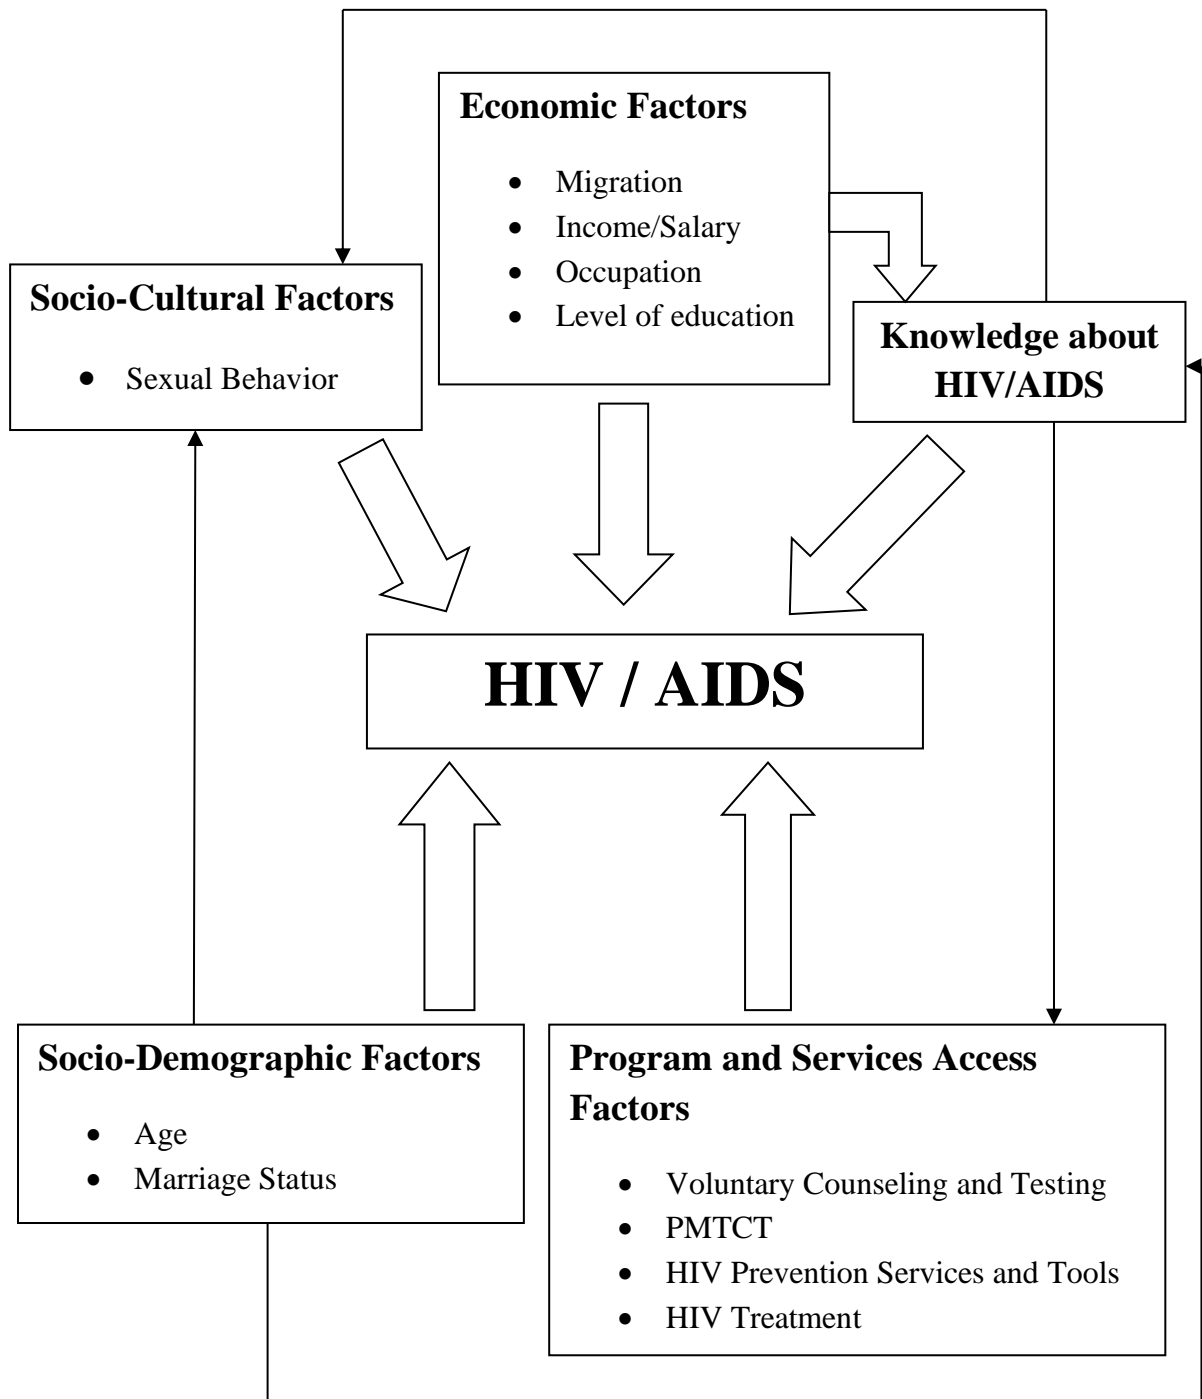 Economic Factors
• Migration
• Income/Salary
• Occupation
• Level of education
Socio-Cultural Factors
• Sexual Behavior
Knowledge about
HIV/AIDS
HIV / AIDS
Socio-Demographic Factors
• Age
• Marriage Status
Program and Services Access
Factors
• Voluntary Counseling and Testing
• PMTCT
• HIV Prevention Services and Tools
• HIV Treatment